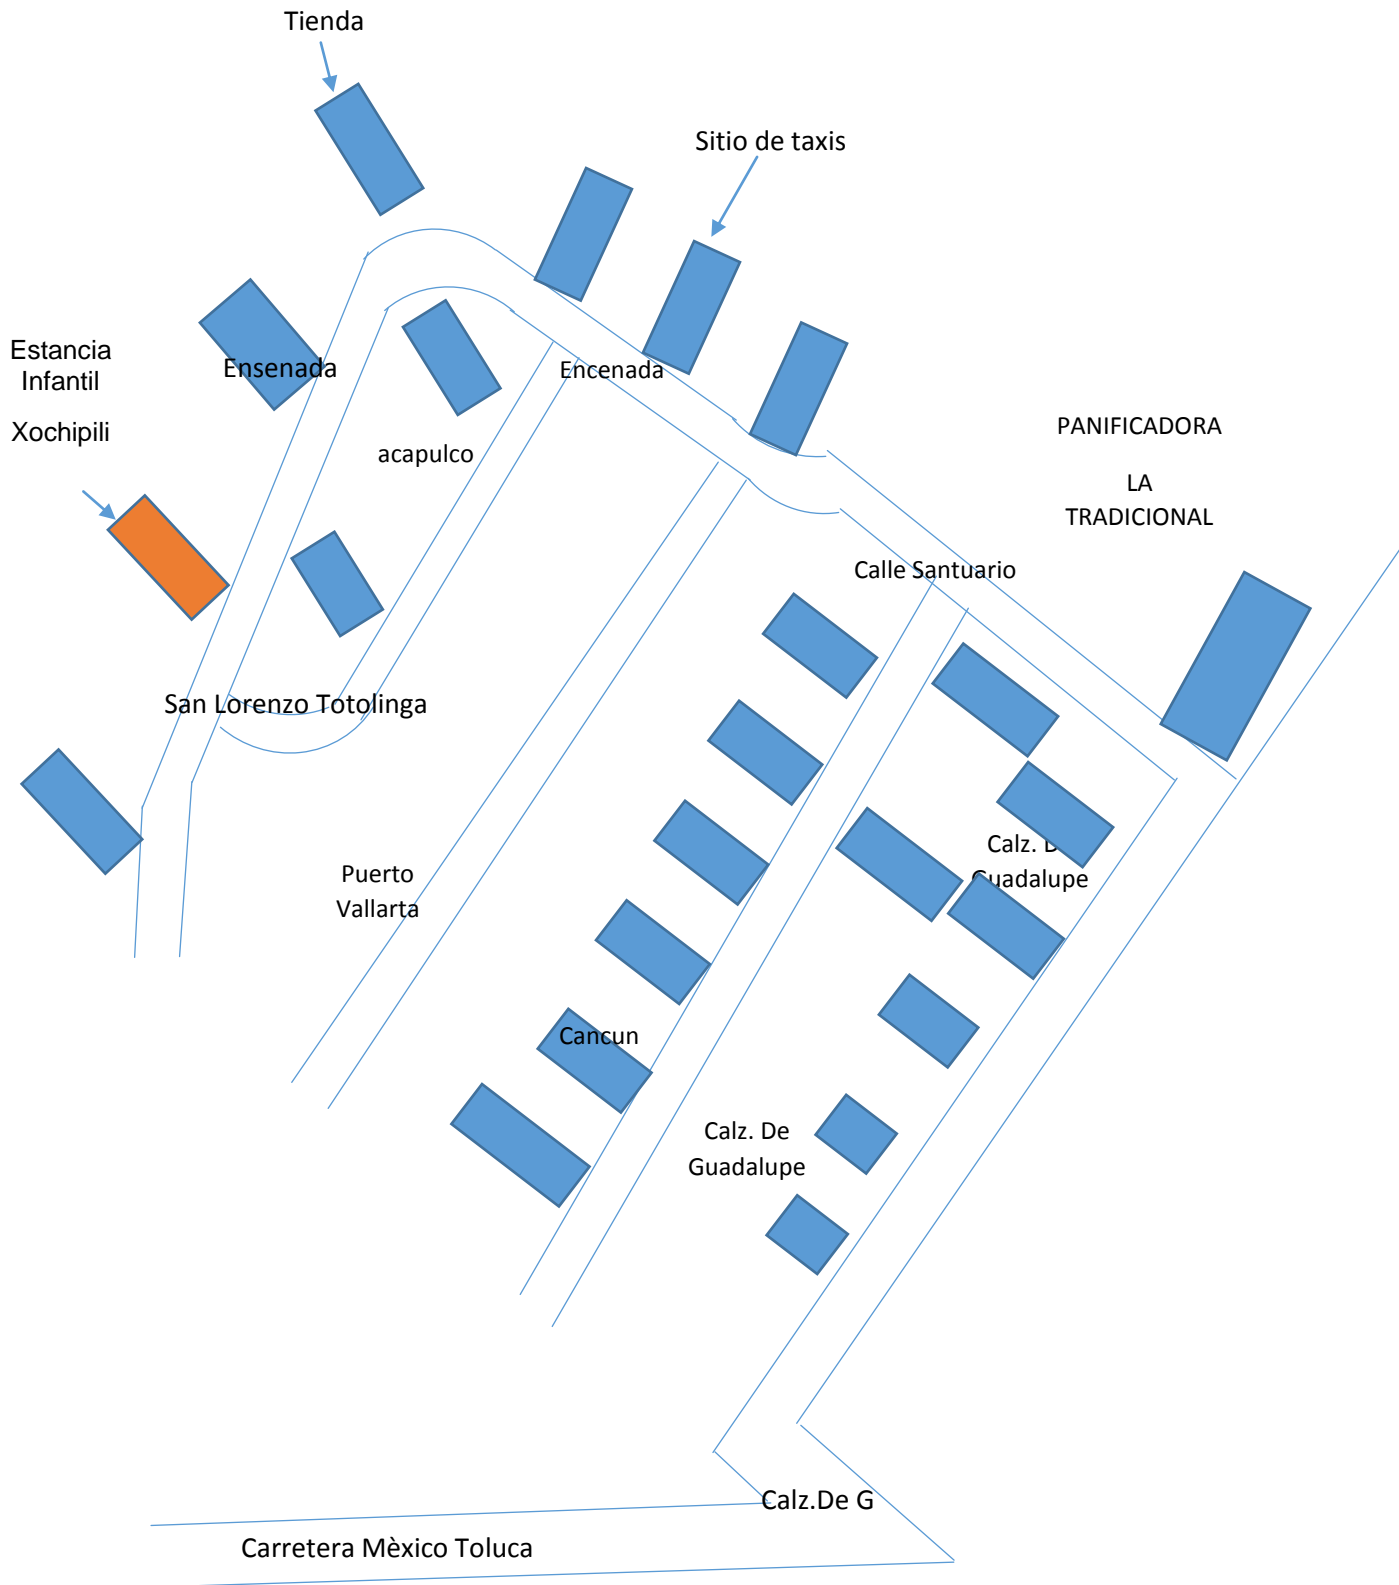 Tienda
Sitio de taxis
Estancia
Infantil
Xochipili
Ensenada
Encenada
acapulco
PANIFICADORA
LA
TRADICIONAL
Calle Santuario
San Lorenzo Totolinga
Puerto
Vallarta
Calz. D
Guadalupe
Cancun
Calz. De
Guadalupe
Calz.De G
Carretera Mèxico Toluca